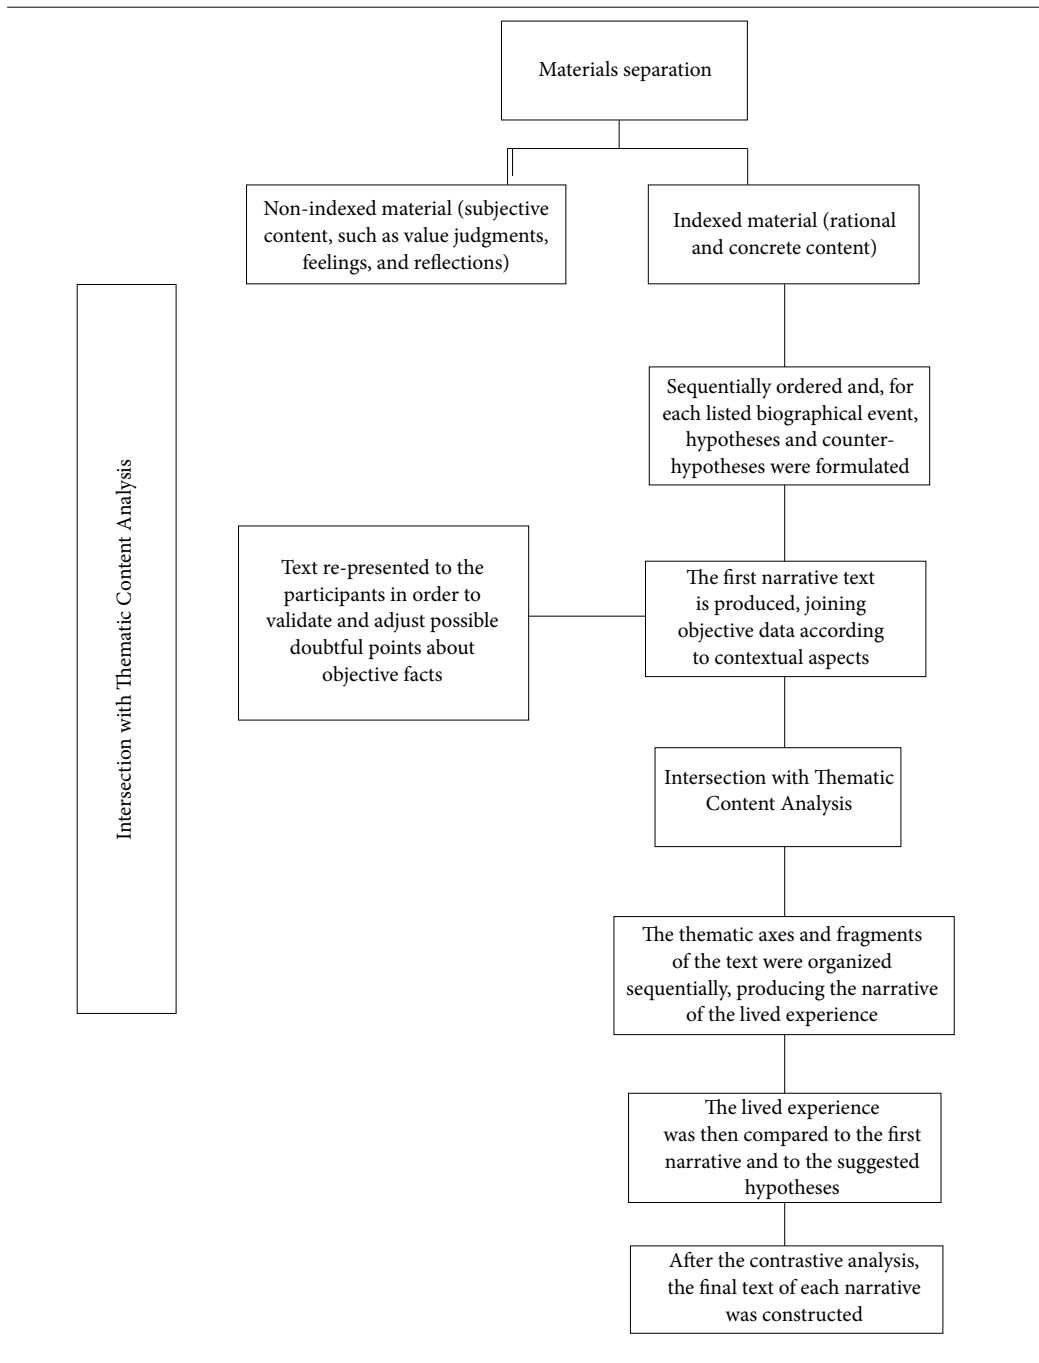 Materials separation
Non-indexed material (subjective
content, such as value judgments,
feelings, and reflections)
Indexed material (rational
and concrete content)
Intersection with Thematic Content Analysis
Sequentially ordered and, for
each listed biographical event,
hypotheses and counter-
hypotheses were formulated
Text re-presented to the
participants in order to
validate and adjust possible
doubtful points about
objective facts
The first narrative text
is produced, joining
objective data according
to contextual aspects
Intersection with Thematic
Content Analysis
The thematic axes and fragments
of the text were organized
sequentially, producing the narrative
of the lived experience
The lived experience
was then compared to the first
narrative and to the suggested
hypotheses
After the contrastive analysis,
the final text of each narrative
was constructed